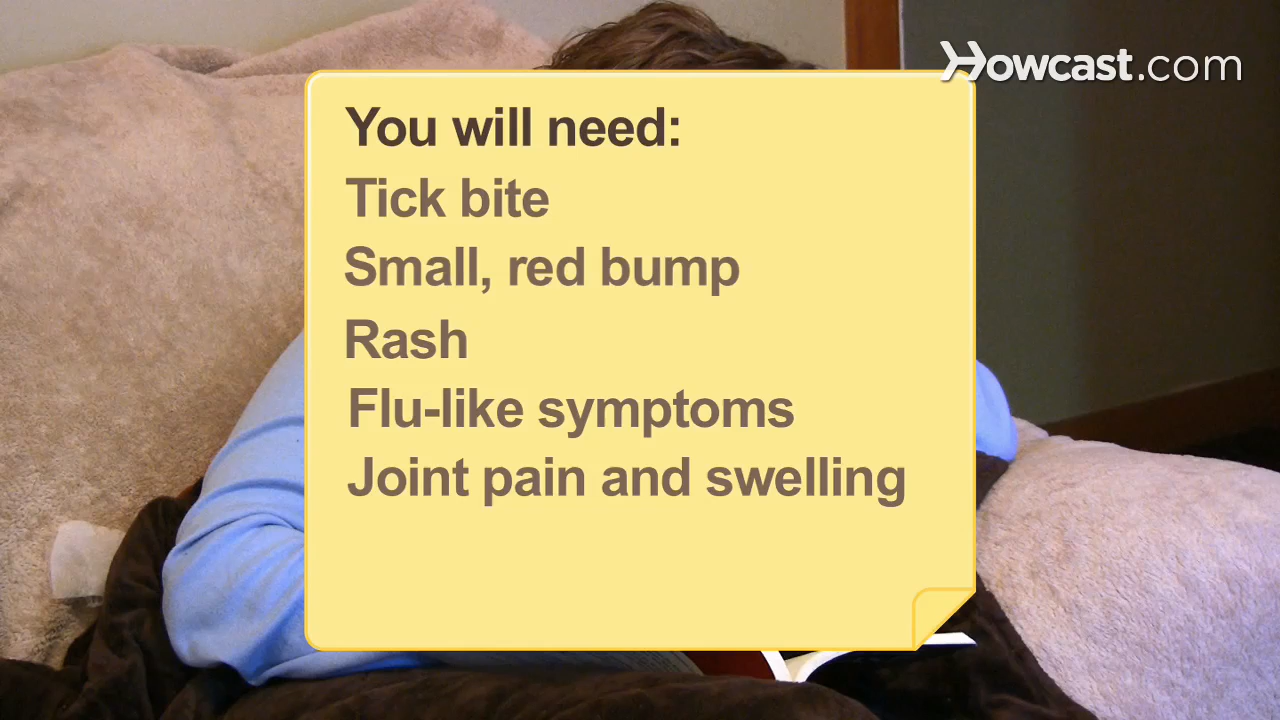 Howcast.com
You will need:
Tick bite
Small, red bump
Rash
Flu-like symptoms
Joint pain and swelling